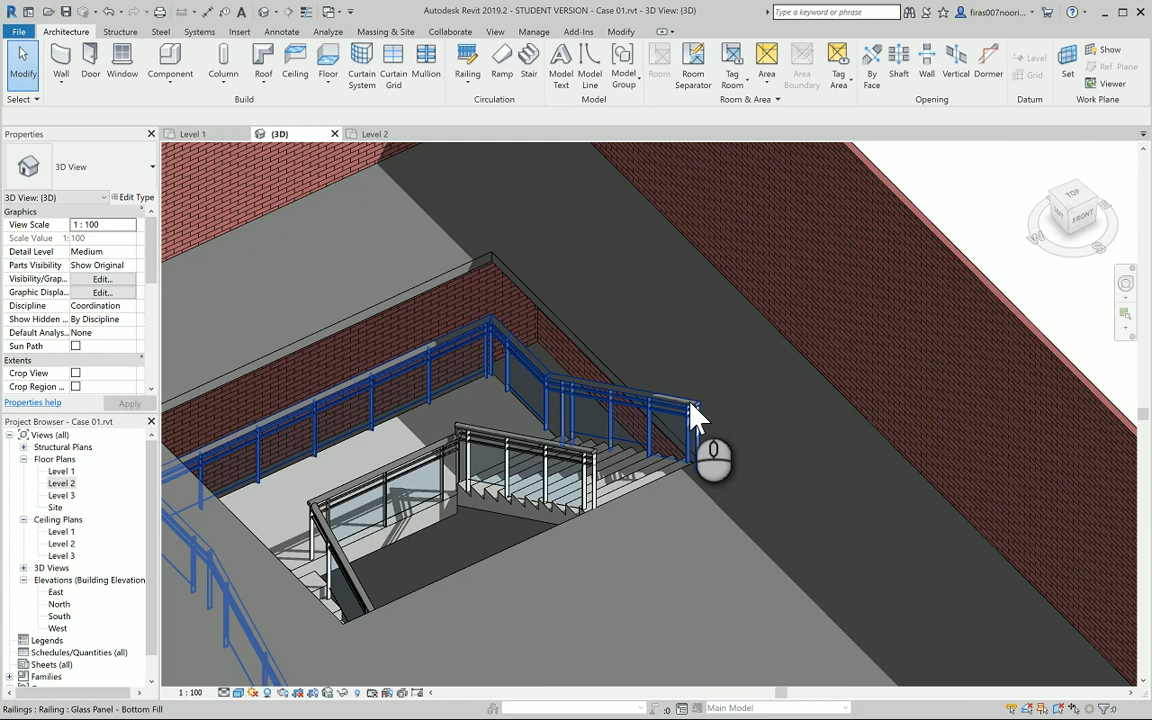 Autodesk Revit 2019.2 - STUDENT VERSION - Case 01.rvt - 3D View: {3D}
Type a keyword or phrase
firas007noori...
File Architecture Structure Steel Systems Insert Annotate Analyze Massing & Site Collaborate View Manage Add-Ins Modify
Modify Wall Door Window Component Column Roof Ceiling Floor Curtain System Curtain Grid Mullion Railing Ramp Stair Model Text Model Line Model Group Room Room Separator Tag Room Area Area Boundary Tag Area By Face Shaft Wall Vertical Dormer Level Grid Set Show Ref Plane Viewer
Select Build Circulation Model Room & Area Opening Datum Work Plane
Properties
Level 1 {3D} Level 2
3D View
3D View: {3D} Edit Type
Graphics
View Scale 1 : 100
Scale Value 1: 100
Detail Level Medium
Parts Visibility Show Original
Visibility/Grap... Edit...
Graphic Displa... Edit...
Discipline Coordination
Show Hidden ... By Discipline
Default Analys... None
Sun Path
Extents
Crop View
Crop Region ...
Properties help Apply
Project Browser - Case 01.rvt
Views (all)
Structural Plans
Floor Plans
Level 1
Level 2
Level 3
Site
Ceiling Plans
Level 1
Level 2
Level 3
3D Views
Elevations (Building Elevation
East
North
South
West
Legends
Schedules/Quantities (all)
Sheets (all)
Families
TOP
FRONT
W
S
1 : 100
Railings : Railing : Glass Panel - Bottom Fill
:0
Main Model
:0